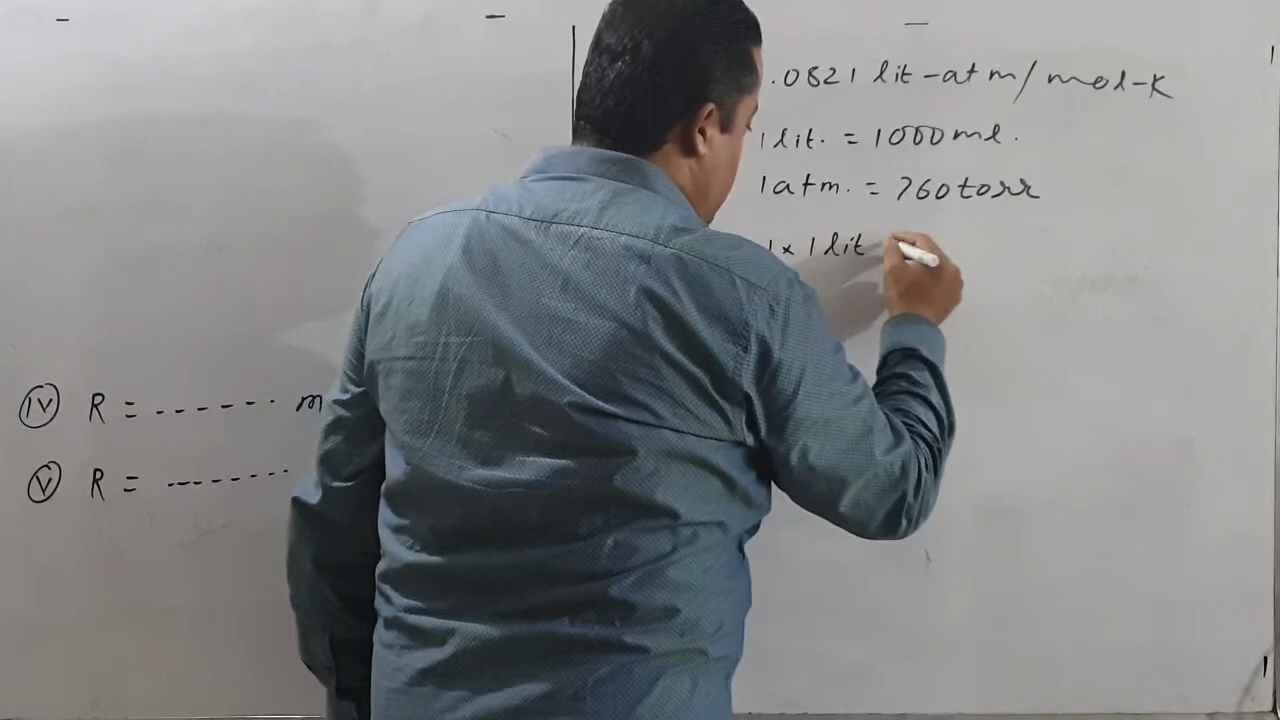 .0821 lit-atm/mol-K
1 lit. = 1000 ml.
1 atm. = 760 torr
1 × 1 lit
(iv) R = ------- m
(v) R = -------